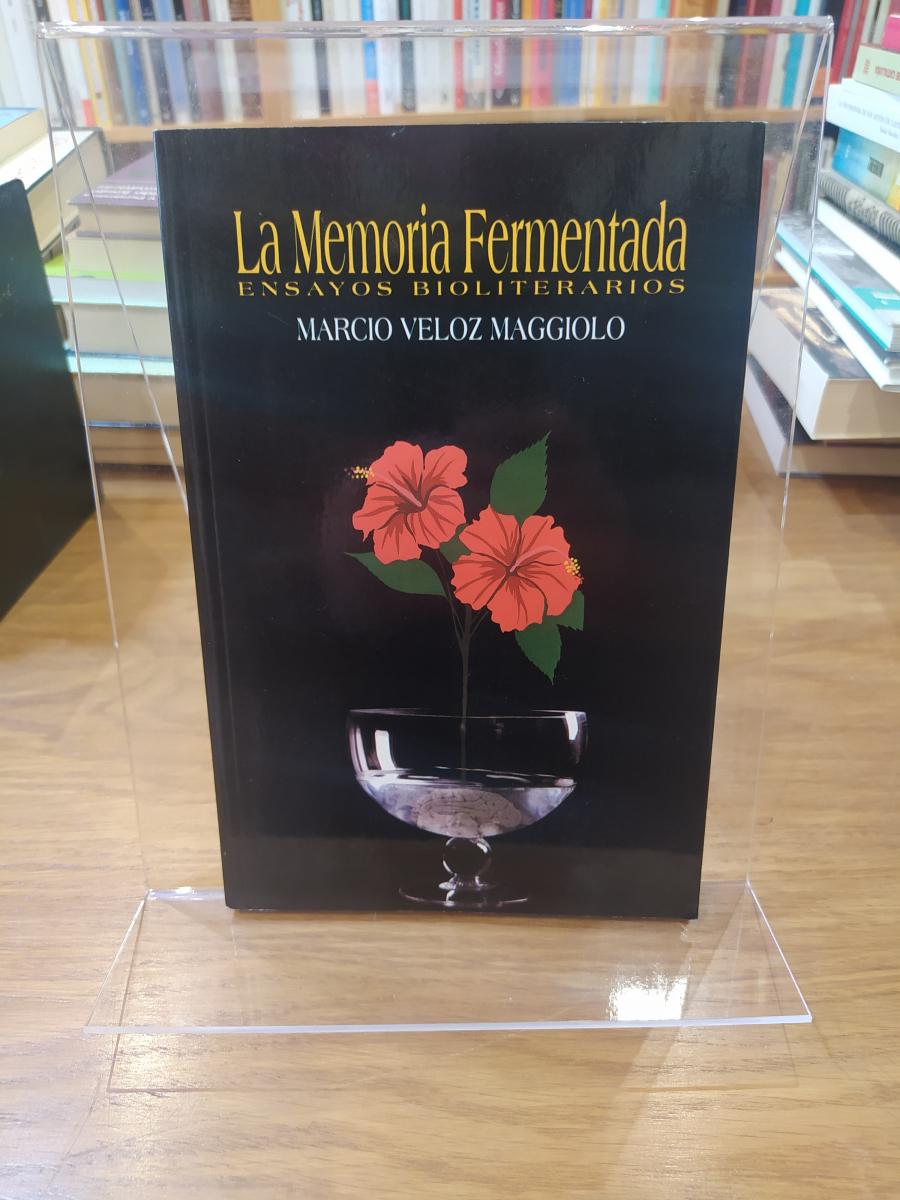 La Memoria Fermentada
ENSAYOS BIOLITERARIOS
MARCIO VELOZ MAGGIOLO